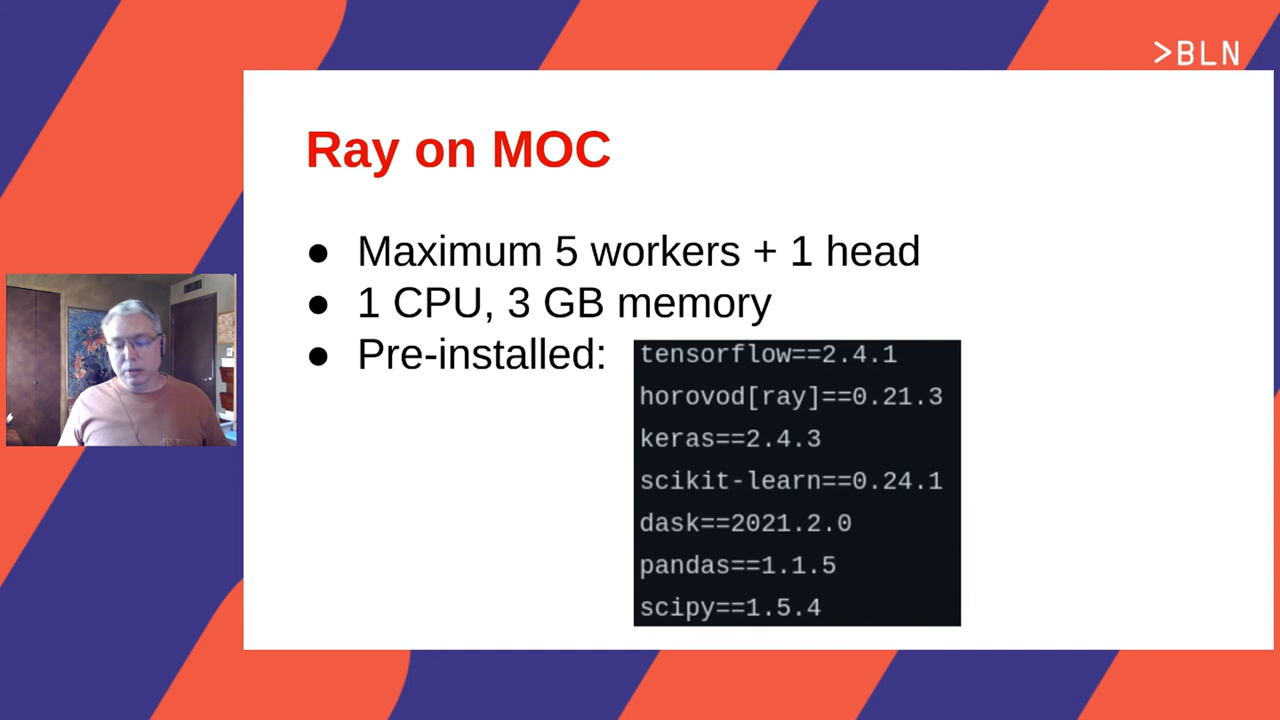 >BLN
Ray on MOC
● Maximum 5 workers + 1 head
● 1 CPU, 3 GB memory
● Pre-installed:
tensorflow==2.4.1
horovod[ray]==0.21.3
keras==2.4.3
scikit-learn==0.24.1
dask==2021.2.0
pandas==1.1.5
scipy==1.5.4